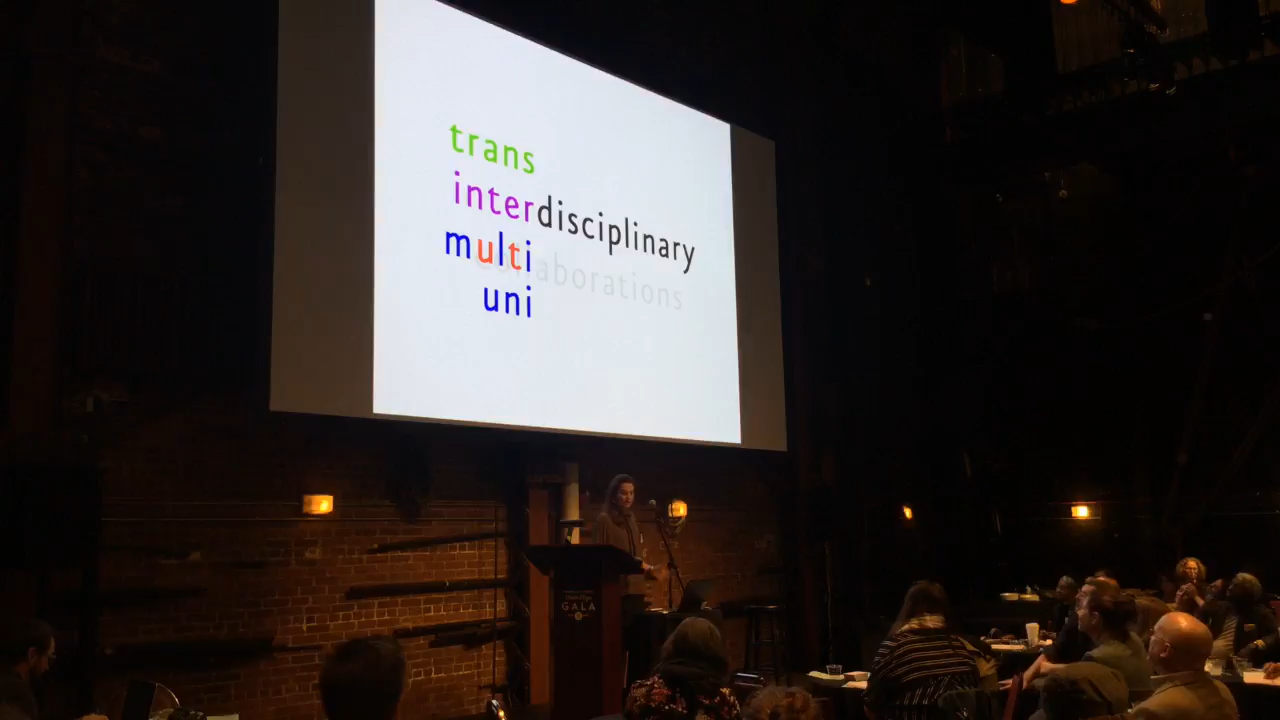 trans
interdisciplinary
multi
collaborations
uni
GALA